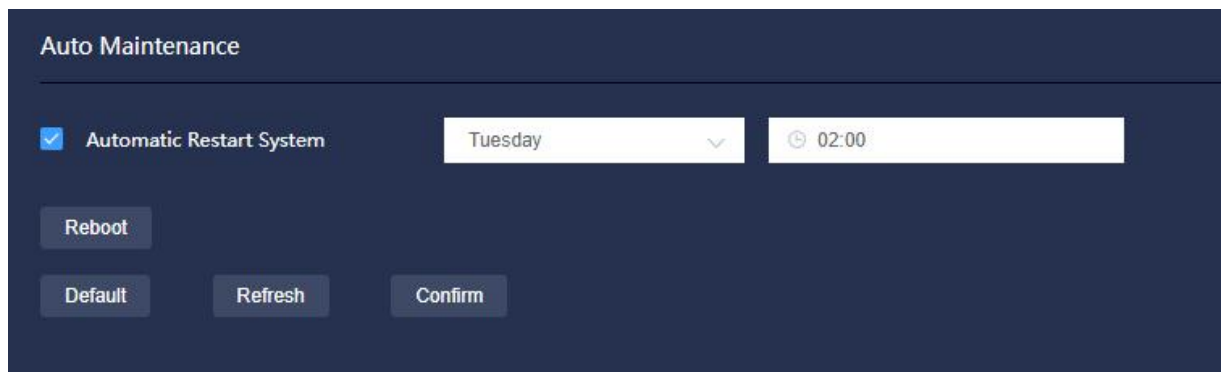 Auto Maintenance
Automatic Restart System Tuesday 02:00
Reboot
Default Refresh Confirm